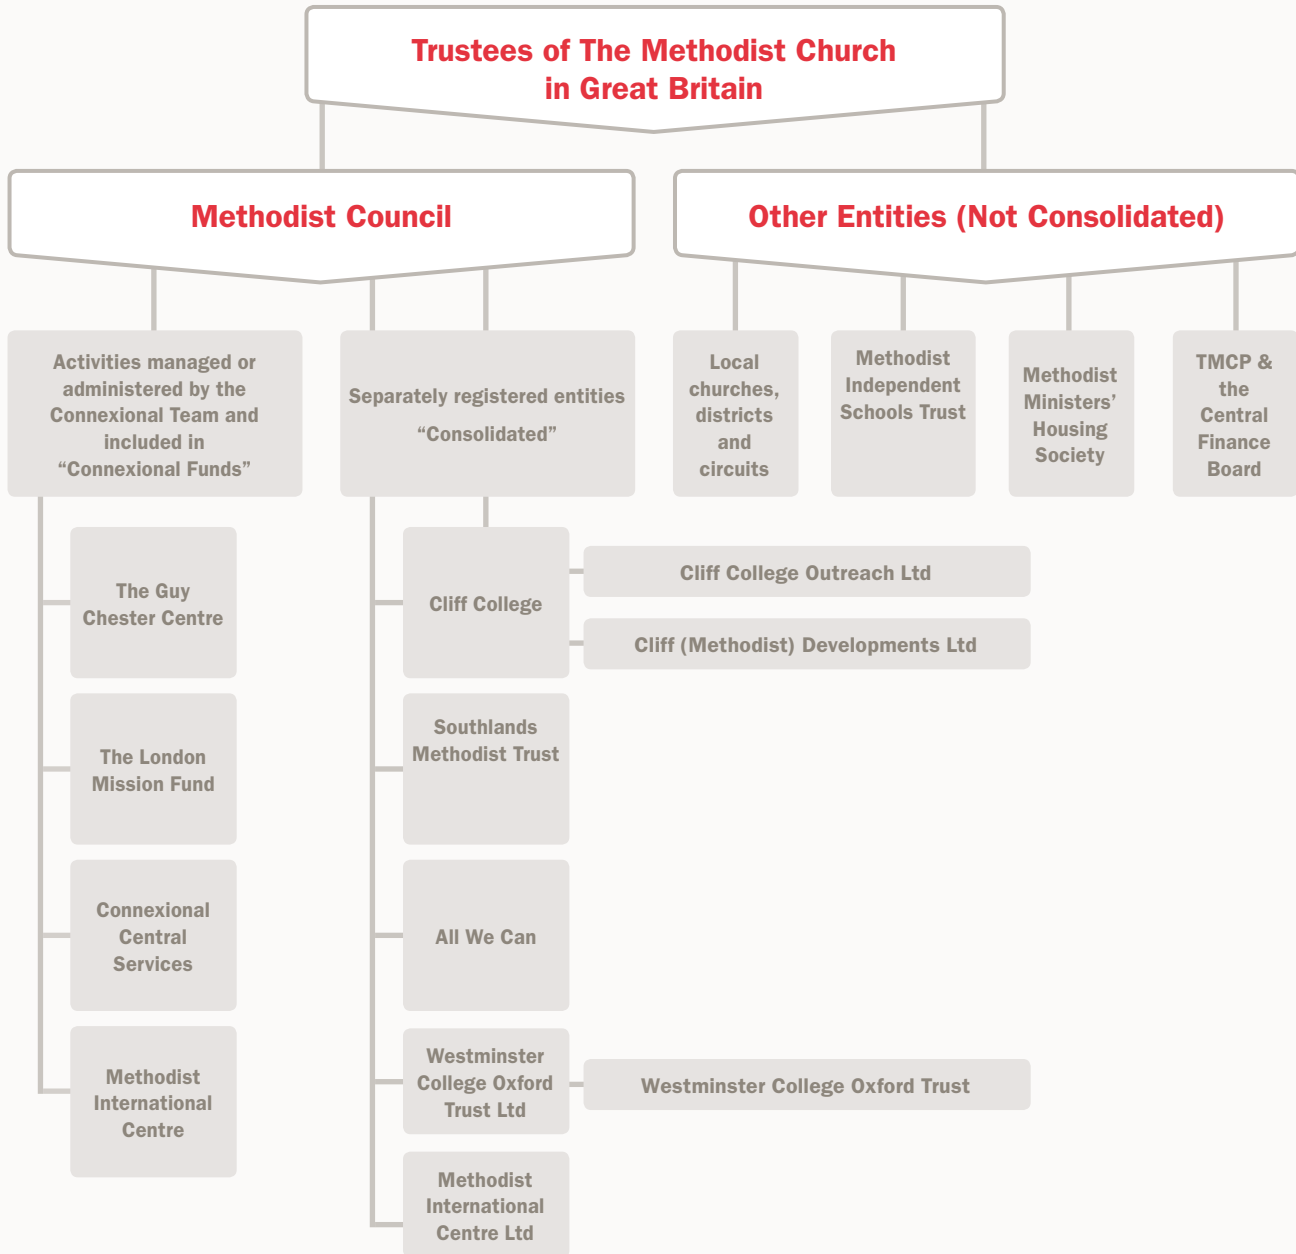 Trustees of The Methodist Church
in Great Britain
Methodist Council
Other Entities (Not Consolidated)
Activities managed or
administered by the
Connexional Team and
included in
“Connexional Funds”
Separately registered entities
“Consolidated”
Local
churches,
districts
and
circuits
Methodist
Independent
Schools Trust
Methodist
Ministers’
Housing
Society
TMCP &
the
Central
Finance
Board
The Guy
Chester Centre
The London
Mission Fund
Connexional
Central
Services
Methodist
International
Centre
Cliff College
Cliff College Outreach Ltd
Cliff (Methodist) Developments Ltd
Southlands
Methodist Trust
All We Can
Westminster
College Oxford
Trust Ltd
Westminster College Oxford Trust
Methodist
International
Centre Ltd